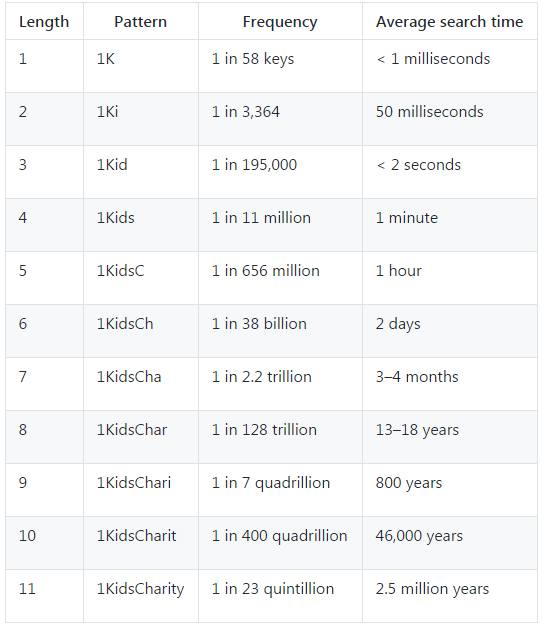 Length Pattern Frequency Average search time
1 1K 1 in 58 keys < 1 milliseconds
2 1Ki 1 in 3,364 50 milliseconds
3 1Kid 1 in 195,000 < 2 seconds
4 1Kids 1 in 11 million 1 minute
5 1KidsC 1 in 656 million 1 hour
6 1KidsCh 1 in 38 billion 2 days
7 1KidsCha 1 in 2.2 trillion 3–4 months
8 1KidsChar 1 in 128 trillion 13–18 years
9 1KidsChari 1 in 7 quadrillion 800 years
10 1KidsCharit 1 in 400 quadrillion 46,000 years
11 1KidsCharity 1 in 23 quintillion 2.5 million years